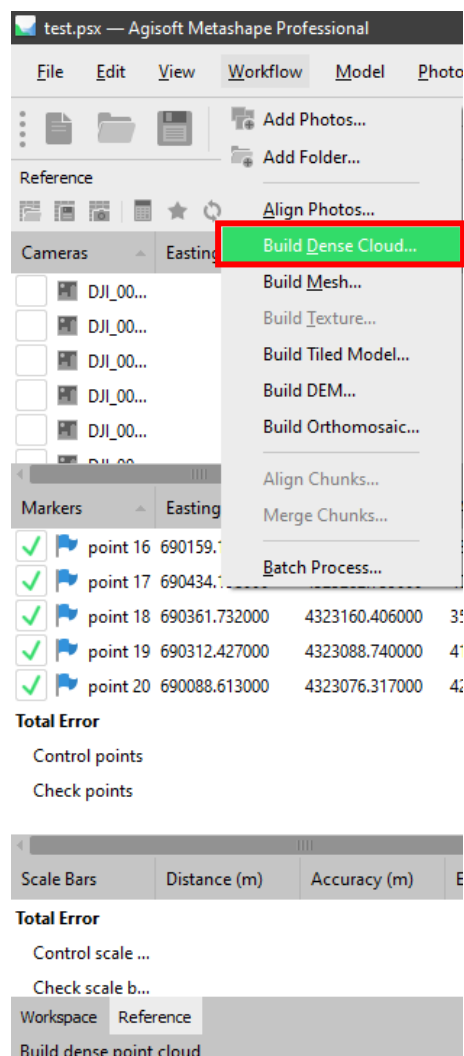 test.psx — Agisoft Metashape Professional
File Edit View Workflow Model Photo
Add Photos...
Add Folder...
Reference
Align Photos...
Cameras Easting
Build Dense Cloud...
DJI_00...
Build Mesh...
DJI_00...
Build Texture...
DJI_00...
Build Tiled Model...
DJI_00...
Build DEM...
DJI_00...
Build Orthomosaic...
Align Chunks...
Markers Easting
Merge Chunks...
point 16 690159.
point 17 690434.
Batch Process...
point 18 690361.732000 4323160.406000 35
point 19 690312.427000 4323088.740000 41
point 20 690088.613000 4323076.317000 42
Total Error
Control points
Check points
Scale Bars Distance (m) Accuracy (m) E
Total Error
Control scale ...
Check scale b...
Workspace Reference
Build dense point cloud